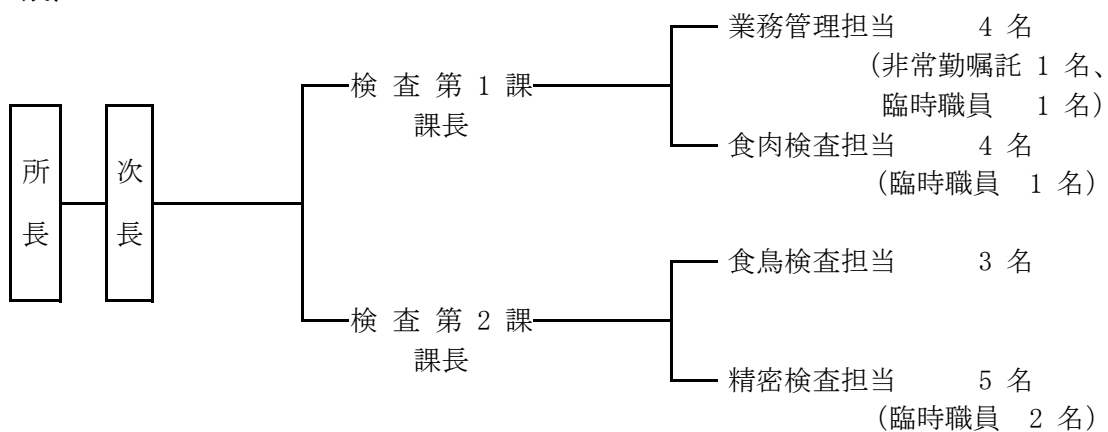 所長
次長
検 査 第 1 課
課長
業務管理担当 4 名
(非常勤嘱託 1 名、
臨時職員 1 名)
食肉検査担当 4 名
(臨時職員 1 名)
検 査 第 2 課
課長
食鳥検査担当 3 名
精密検査担当 5 名
(臨時職員 2 名)